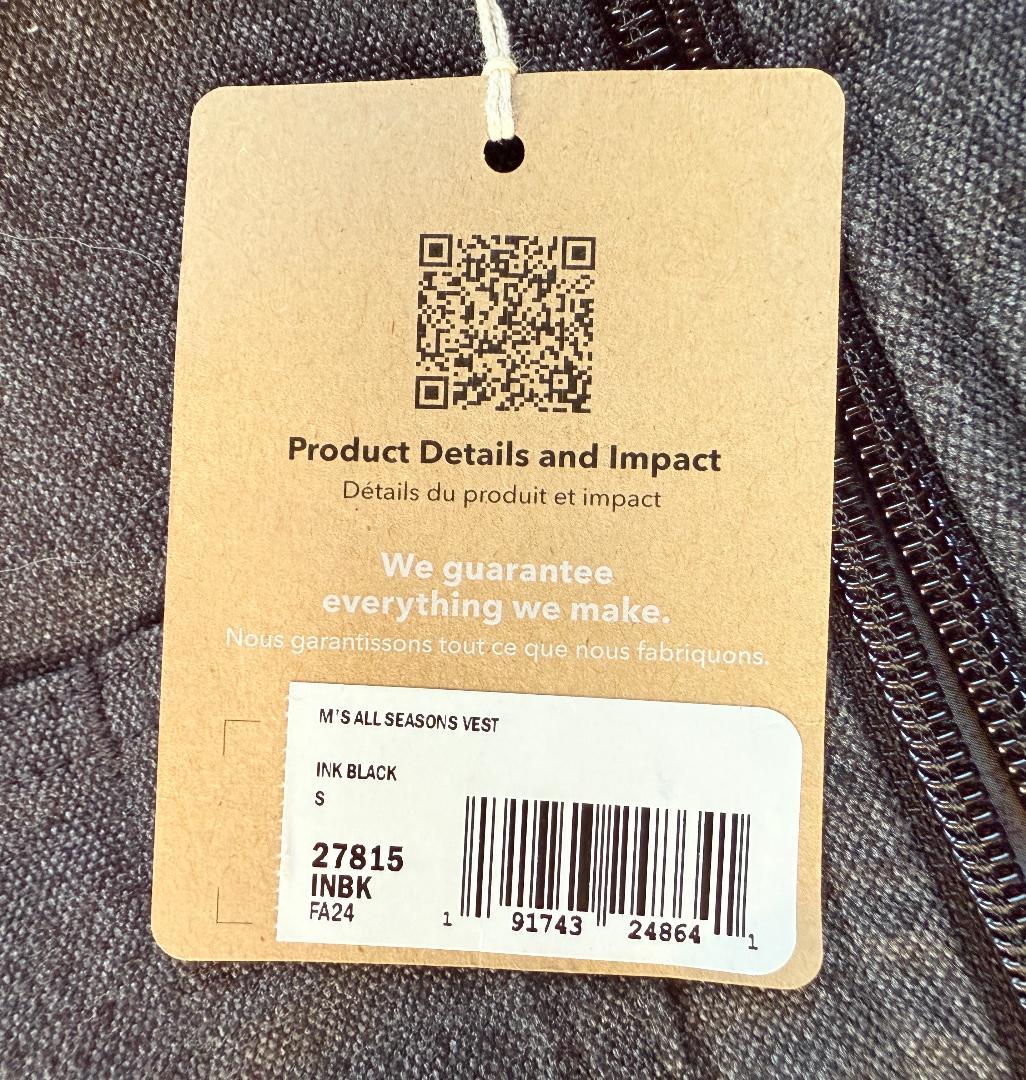 Product Details and Impact
Détails du produit et impact
We guarantee
everything we make.
Nous garantissons tout ce que nous fabriquons.
M'S ALL SEASONS VEST
INK BLACK
S
27815
INBK
FA24
1 91743 24864 1